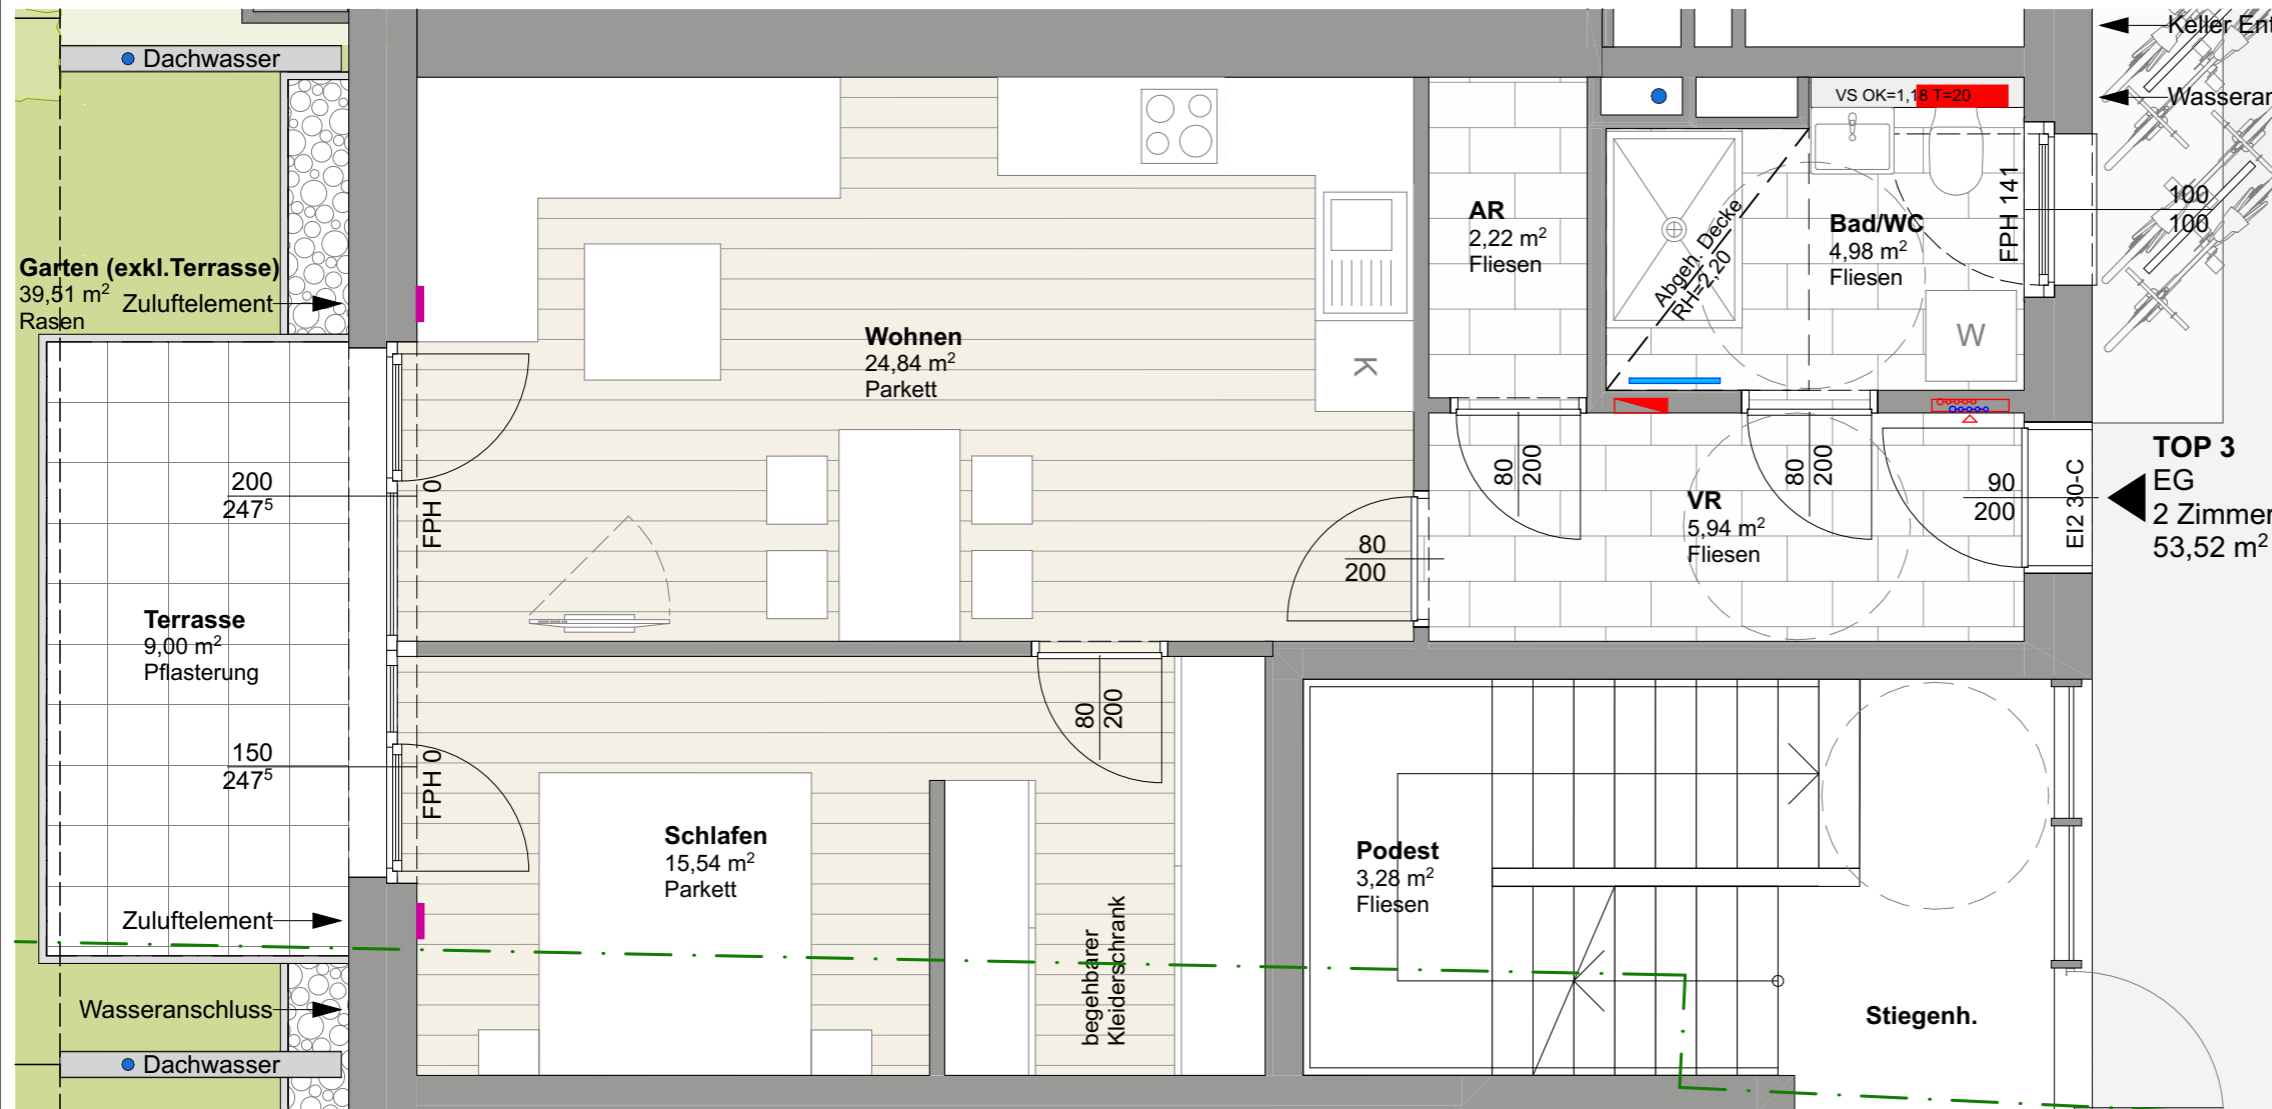 Dachwasser
Garten (exkl.Terrasse)
39,51 m²
Rasen
Zuluftelement
200
247⁵
FPH 0
Terrasse
9,00 m²
Pflasterung
150
247⁵
FPH 0
Zuluftelement
Wasseranschluss
Dachwasser
Wohnen
24,84 m²
Parkett
K
80
200
Schlafen
15,54 m²
Parkett
80
200
begehbarer
Kleiderschrank
AR
2,22 m²
Fliesen
80
200
Abgeh. Decke
RH=2,20
VS OK=1,18 T=20
Bad/WC
4,98 m²
Fliesen
W
FPH 141
100
100
80
200
VR
5,94 m²
Fliesen
90
200
EI2 30-C
Keller
TOP 3
EG
2 Zimmer
53,52 m²
Podest
3,28 m²
Fliesen
Stiegenh.